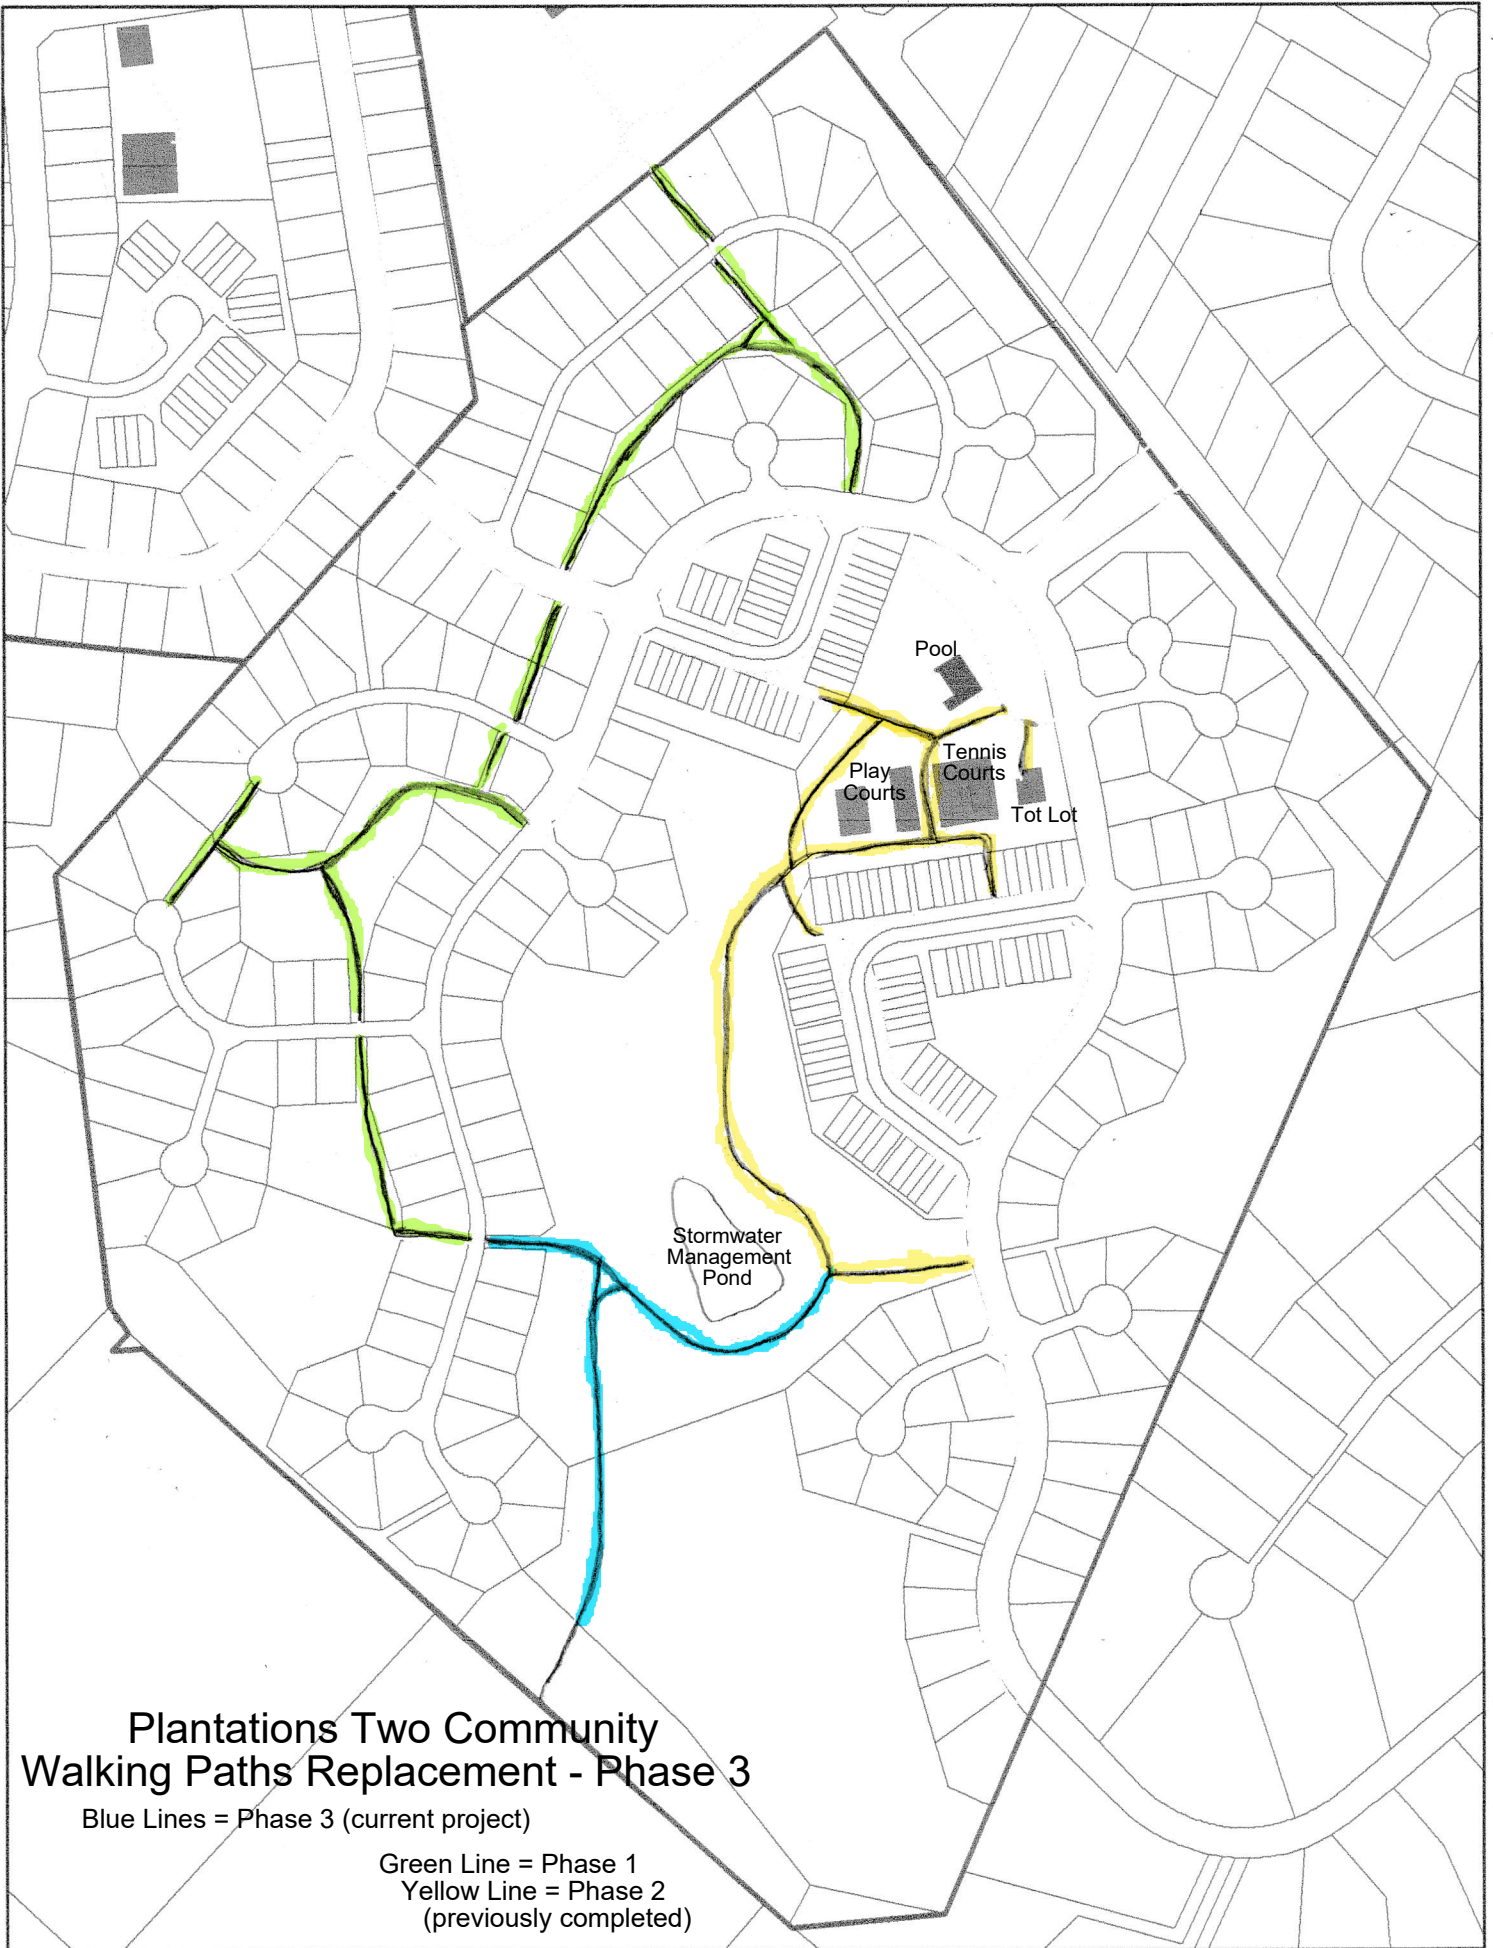 Pool
Tennis
Courts
Play
Courts
Tot Lot
Stormwater
Management
Pond
Plantations Two Community
Walking Paths Replacement - Phase 3
Blue Lines = Phase 3 (current project)
Green Line = Phase 1
Yellow Line = Phase 2
(previously completed)